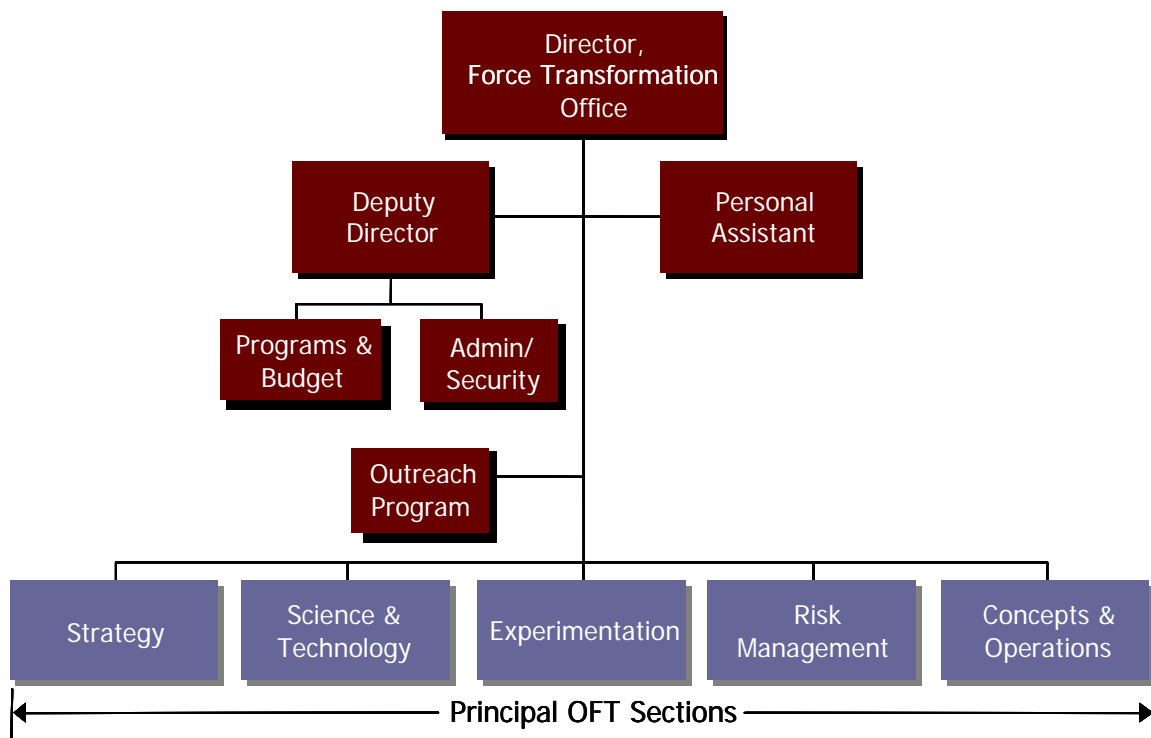 Director,
Force Transformation
Office
Deputy
Director
Personal
Assistant
Programs &
Budget
Admin/
Security
Outreach
Program
Strategy
Science &
Technology
Experimentation
Risk
Management
Concepts &
Operations
Principal OFT Sections